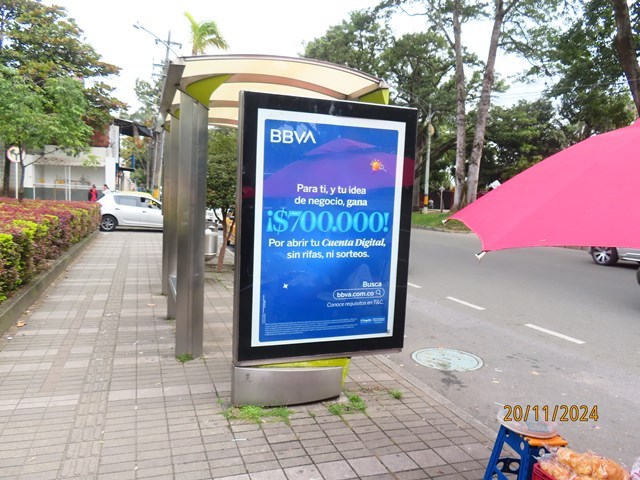 BBVA
Para ti, y tu idea
de negocio, gana
¡$700.000!
Por abrir tu Cuenta Digital,
sin rifas, ni sorteos.
Busca
bbva.com.co
Conoce requisitos en T&C.
20/11/2024